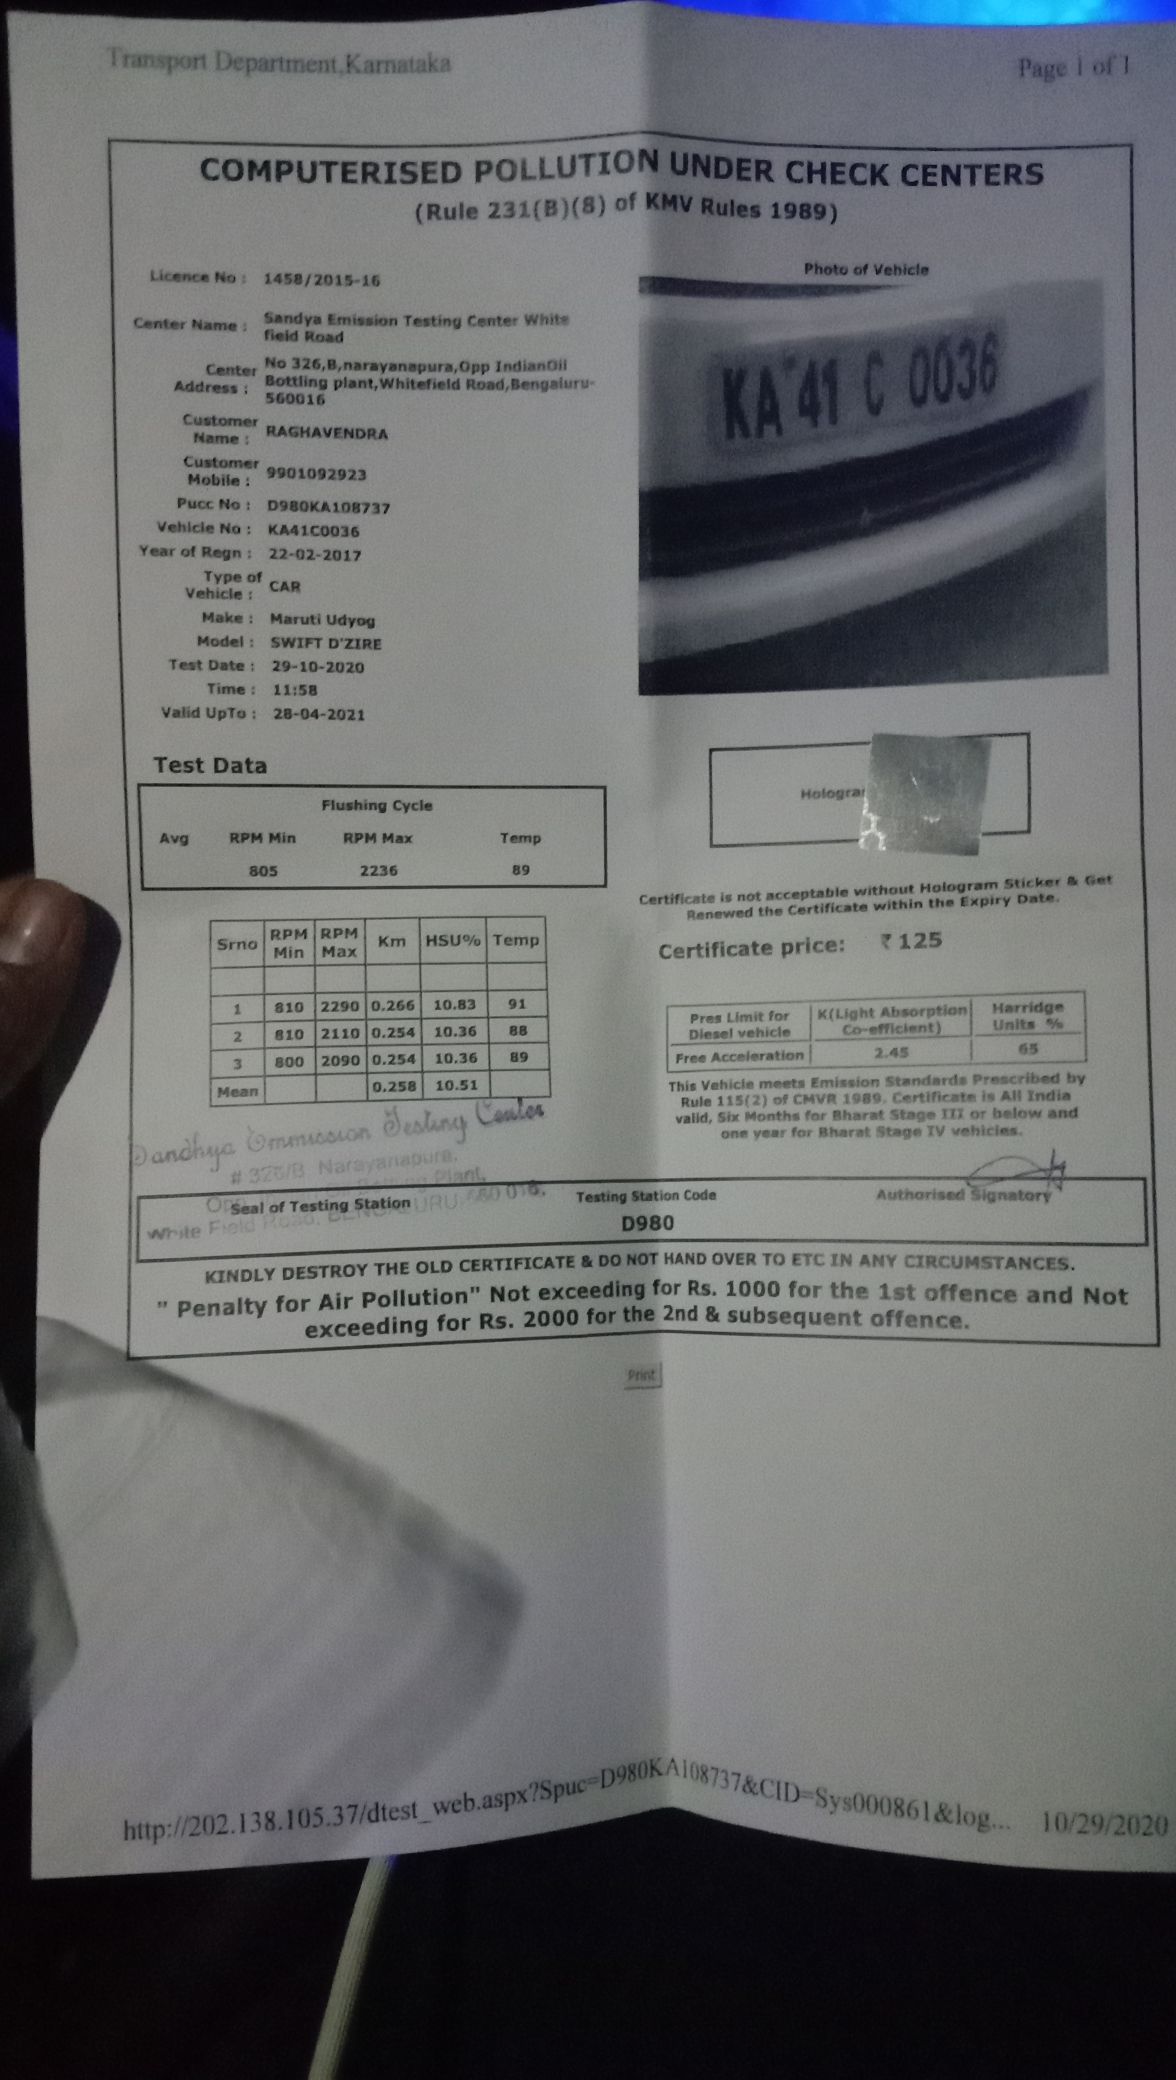 Transport Department,Karnataka
Page 1 of 1
COMPUTERISED POLLUTION UNDER CHECK CENTERS
(Rule 231(B)(8) of KMV Rules 1989)
Licence No : 1458/2015-16
Center Name : Sandya Emission Testing Center White
field Road
Center Address : No 326,B,narayanapura,Opp IndianOil
Bottling plant,Whitefield Road,Bengaluru-
560016
Customer Name : RAGHAVENDRA
Customer Mobile : 9901092923
Pucc No : D980KA108737
Vehicle No : KA41C0036
Year of Regn : 22-02-2017
Type of Vehicle : CAR
Make : Maruti Udyog
Model : SWIFT D'ZIRE
Test Date : 29-10-2020
Time : 11:58
Valid UpTo : 28-04-2021
Photo of Vehicle
KA 41 C 0036
Test Data
Flushing Cycle
Avg RPM Min RPM Max Temp
805 2236 89
Srno RPM Min RPM Max Km HSU% Temp
1 810 2290 0.266 10.83 91
2 810 2110 0.254 10.36 88
3 800 2090 0.254 10.36 89
Mean 0.258 10.51
Hologra
Certificate is not acceptable without Hologram Sticker & Get
Renewed the Certificate within the Expiry Date.
Certificate price: ₹ 125
Pres Limit for Diesel vehicle K(Light Absorption Co-efficient) Harridge Units %
Free Acceleration 2.45 65
This Vehicle meets Emission Standards Prescribed by
Rule 115(2) of CMVR 1989. Certificate is All India
valid, Six Months for Bharat Stage III or below and
one year for Bharat Stage IV vehicles.
Sandhya Ommission Testing Center
# 326/B Narayanapura,
Plant,
White Field Road, BENGALURU-560 016.
Seal of Testing Station
Testing Station Code
D980
Authorised Signatory
KINDLY DESTROY THE OLD CERTIFICATE & DO NOT HAND OVER TO ETC IN ANY CIRCUMSTANCES.
" Penalty for Air Pollution" Not exceeding for Rs. 1000 for the 1st offence and Not
exceeding for Rs. 2000 for the 2nd & subsequent offence.
Print
http://202.138.105.37/dtest_web.aspx?Spuc=D980KA108737&CID=Sys000861&log... 10/29/2020